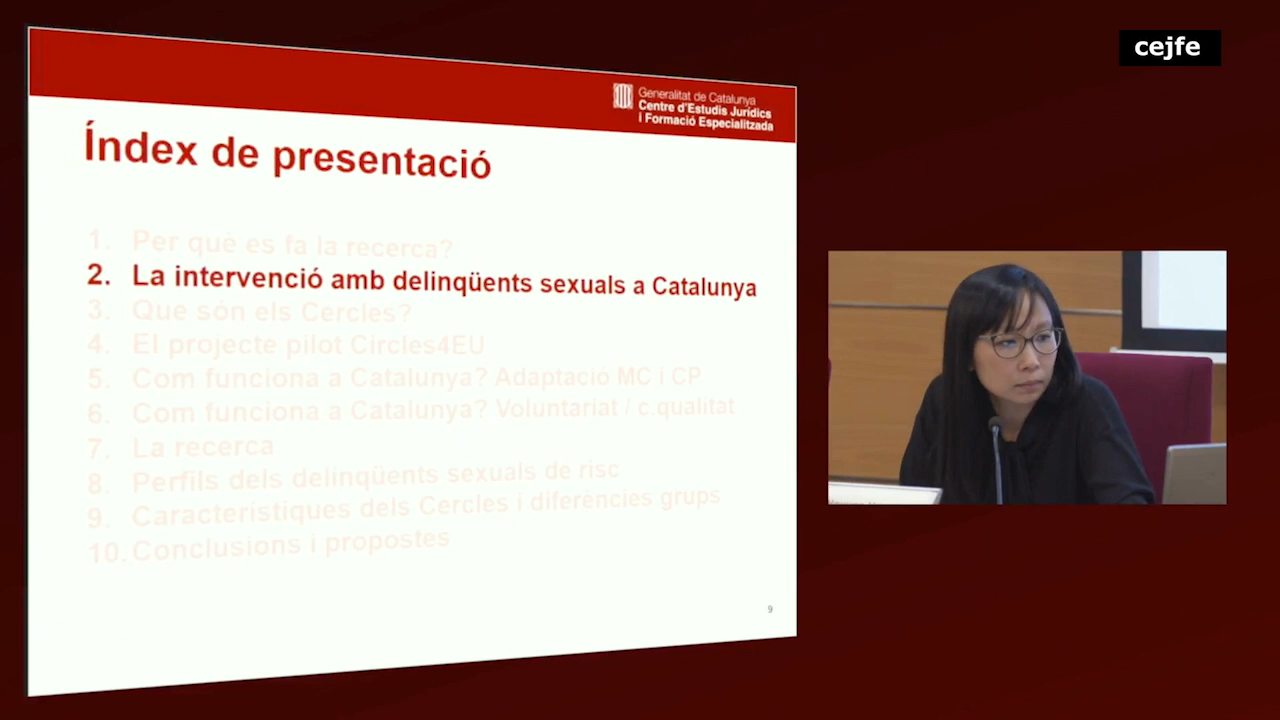 cejfe
Generalitat de Catalunya
Centre d'Estudis Jurídics
i Formació Especialitzada
Índex de presentació
1. Per què es fa la recerca?
2. La intervenció amb delinqüents sexuals a Catalunya
3. Que són els Cercles?
4. El projecte pilot Circles4EU
5. Com funciona a Catalunya? Adaptació MC i CP
6. Com funciona a Catalunya? Voluntariat / c.qualitat
7. La recerca
8. Perfils dels delinqüents sexuals de risc
9. Característiques dels Cercles i diferències grups
10. Conclusions i propostes
9